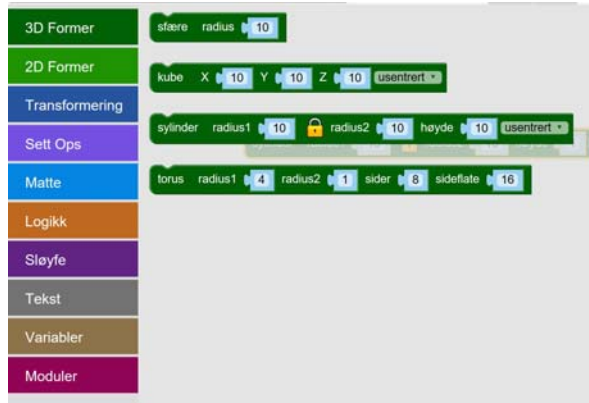 3D Former
2D Former
Transformering
Sett Ops
Matte
Logikk
Sløyfe
Tekst
Variabler
Moduler
sfære radius 10
kube X 10 Y 10 Z 10 usentrert
sylinder radius1 10 radius2 10 høyde 10 usentrert
torus radius1 4 radius2 1 sider 8 sideflate 16